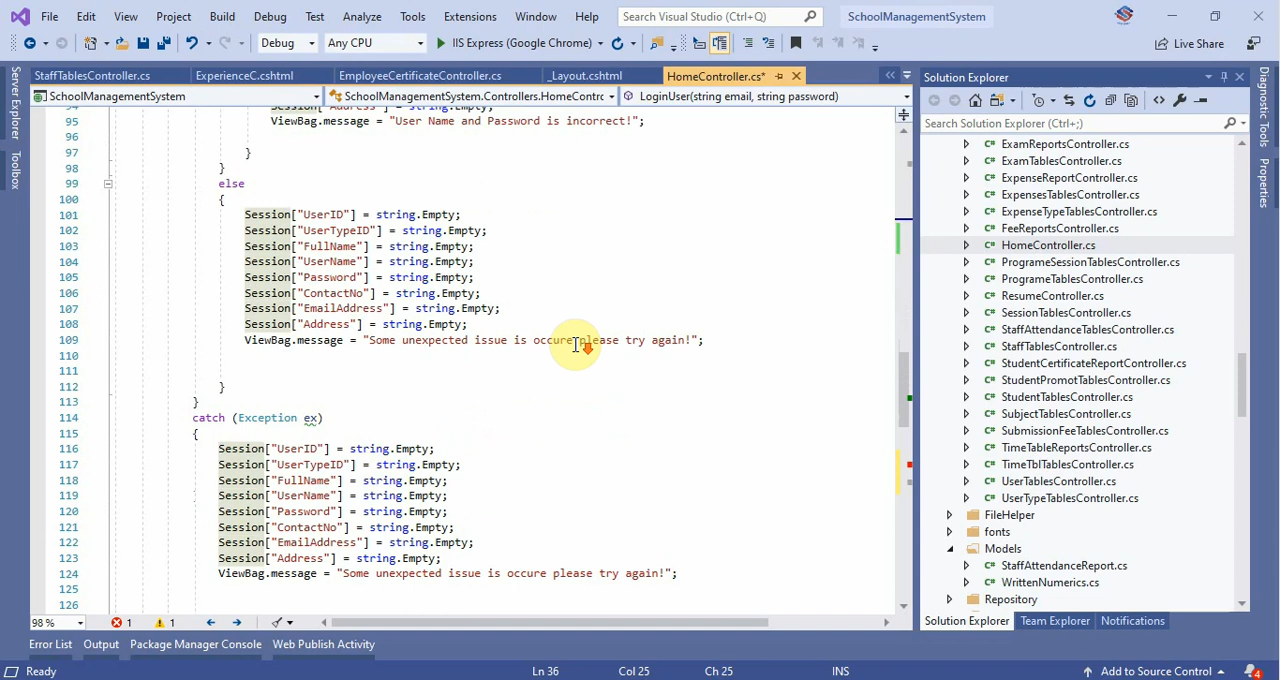 File Edit View Project Build Debug Test Analyze Tools Extensions Window Help Search Visual Studio (Ctrl+Q) SchoolManagementSystem
Debug Any CPU IIS Express (Google Chrome) Live Share
StaffTablesController.cs ExperienceC.cshtml EmployeeCertificateController.cs _Layout.cshtml HomeController.cs*
SchoolManagementSystem SchoolManagementSystem.Controllers.HomeContrc LoginUser(string email, string password)
94 Session["Address"] = string.Empty;
95 ViewBag.message = "User Name and Password is incorrect!";
96
97 }
98 }
99 else
100 {
101 Session["UserID"] = string.Empty;
102 Session["UserTypeID"] = string.Empty;
103 Session["FullName"] = string.Empty;
104 Session["UserName"] = string.Empty;
105 Session["Password"] = string.Empty;
106 Session["ContactNo"] = string.Empty;
107 Session["EmailAddress"] = string.Empty;
108 Session["Address"] = string.Empty;
109 ViewBag.message = "Some unexpected issue is occure please try again!";
110
111
112 }
113 }
114 catch (Exception ex)
115 {
116 Session["UserID"] = string.Empty;
117 Session["UserTypeID"] = string.Empty;
118 Session["FullName"] = string.Empty;
119 Session["UserName"] = string.Empty;
120 Session["Password"] = string.Empty;
121 Session["ContactNo"] = string.Empty;
122 Session["EmailAddress"] = string.Empty;
123 Session["Address"] = string.Empty;
124 ViewBag.message = "Some unexpected issue is occure please try again!";
125
126
98 % 1 1
Server Explorer
Toolbox
Solution Explorer
Search Solution Explorer (Ctrl+;)
ExamReportsController.cs
ExamTablesController.cs
ExpenseReportController.cs
ExpensesTablesController.cs
ExpenseTypeTablesController.cs
FeeReportsController.cs
HomeController.cs
ProgrameSessionTablesController.cs
ProgrameTablesController.cs
ResumeController.cs
SessionTablesController.cs
StaffAttendanceTablesController.cs
StaffTablesController.cs
StudentCertificateReportController.cs
StudentPromotTablesController.cs
StudentTablesController.cs
SubjectTablesController.cs
SubmissionFeeTablesController.cs
TimeTableReportsController.cs
TimeTblTablesController.cs
UserTablesController.cs
UserTypeTablesController.cs
FileHelper
fonts
Models
StaffAttendanceReport.cs
WrittenNumerics.cs
Repository
Solution Explorer Team Explorer Notifications
Diagnostic Tools
Properties
Error List Output Package Manager Console Web Publish Activity
Ready Ln 36 Col 25 Ch 25 INS Add to Source Control 4